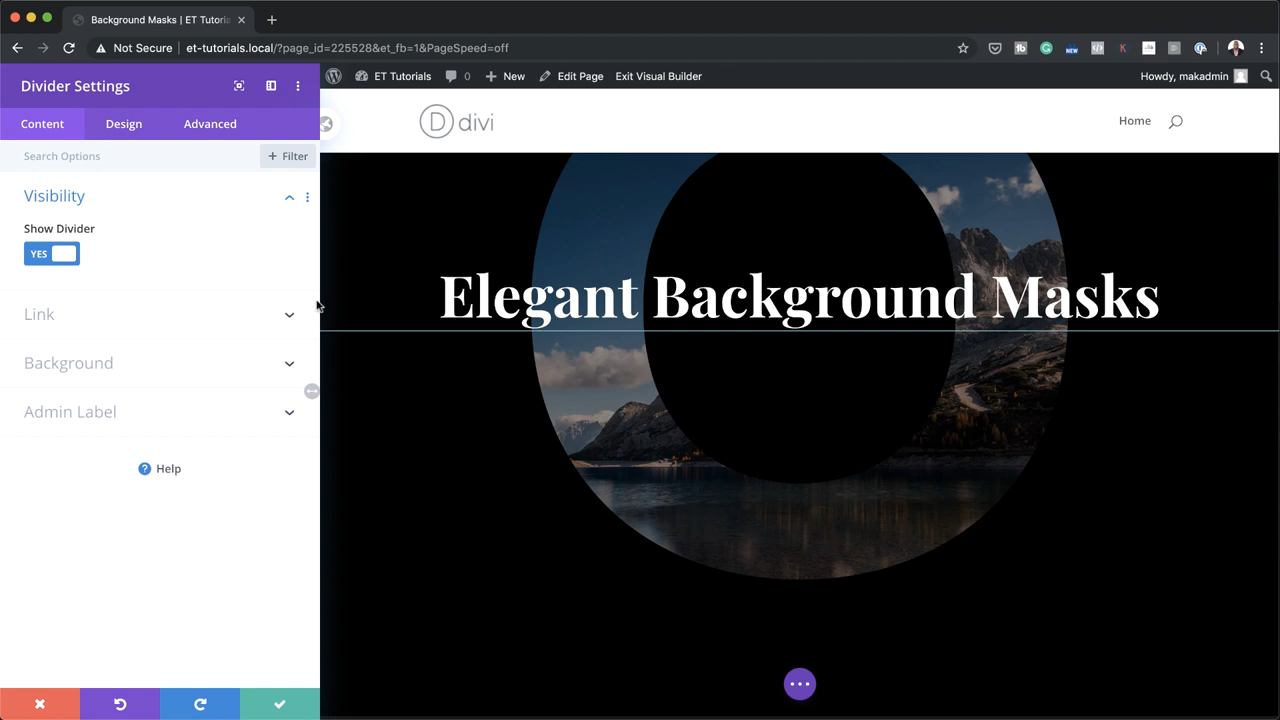 Background Masks | ET Tutoria
Not Secure
et-tutorials.local/?page_id=225528&et_fb=1&PageSpeed=off
ET Tutorials
0
New
Edit Page
Exit Visual Builder
Howdy, makadmin
Divider Settings
Content
Design
Advanced
Search Options
+ Filter
Visibility
Show Divider
YES
Link
Background
Admin Label
Help
D divi
Home
Elegant Background Masks